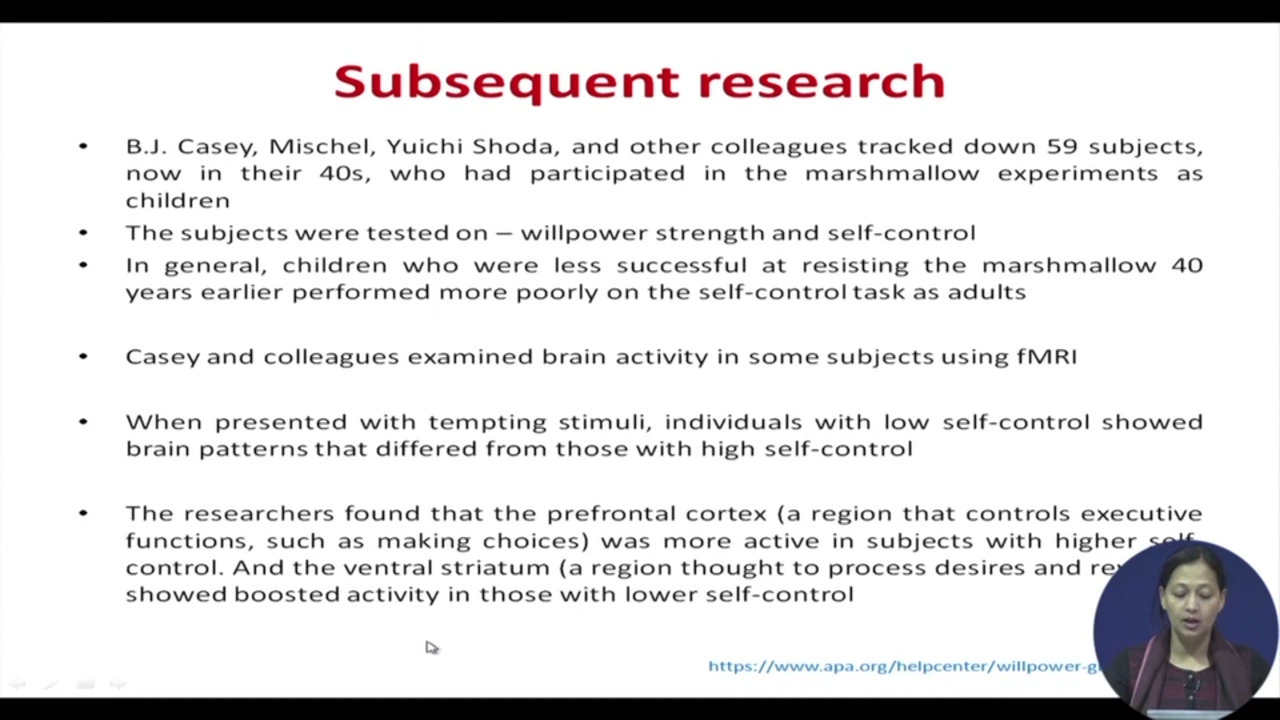 Subsequent research
• B.J. Casey, Mischel, Yuichi Shoda, and other colleagues tracked down 59 subjects,
now in their 40s, who had participated in the marshmallow experiments as
children
• The subjects were tested on – willpower strength and self-control
• In general, children who were less successful at resisting the marshmallow 40
years earlier performed more poorly on the self-control task as adults
• Casey and colleagues examined brain activity in some subjects using fMRI
• When presented with tempting stimuli, individuals with low self-control showed
brain patterns that differed from those with high self-control
• The researchers found that the prefrontal cortex (a region that controls executive
functions, such as making choices) was more active in subjects with higher self-
control. And the ventral striatum (a region thought to process desires and
showed boosted activity in those with lower self-control
https://www.apa.org/helpcenter/willpower-